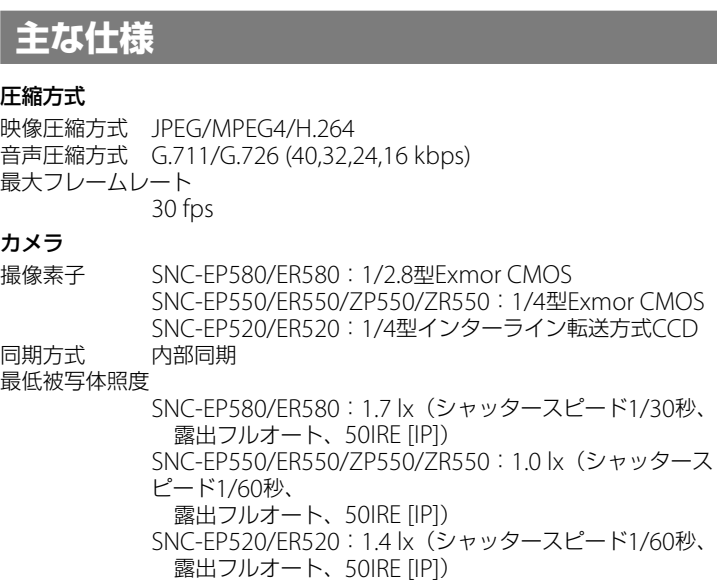 主な仕様
圧縮方式
映像圧縮方式 JPEG/MPEG4/H.264
音声圧縮方式 G.711/G.726 (40,32,24,16 kbps)
最大フレームレート
30 fps
カメラ
撮像素子 SNC-EP580/ER580：1/2.8型Exmor CMOS
SNC-EP550/ER550/ZP550/ZR550：1/4型Exmor CMOS
SNC-EP520/ER520：1/4型インターライン転送方式CCD
同期方式 内部同期
最低被写体照度
SNC-EP580/ER580：1.7 lx（シャッタースピード1/30秒、
露出フルオート、50IRE [IP]）
SNC-EP550/ER550/ZP550/ZR550：1.0 lx（シャッタース
ピード1/60秒、
露出フルオート、50IRE [IP]）
SNC-EP520/ER520：1.4 lx（シャッタースピード1/60秒、
露出フルオート、50IRE [IP]）